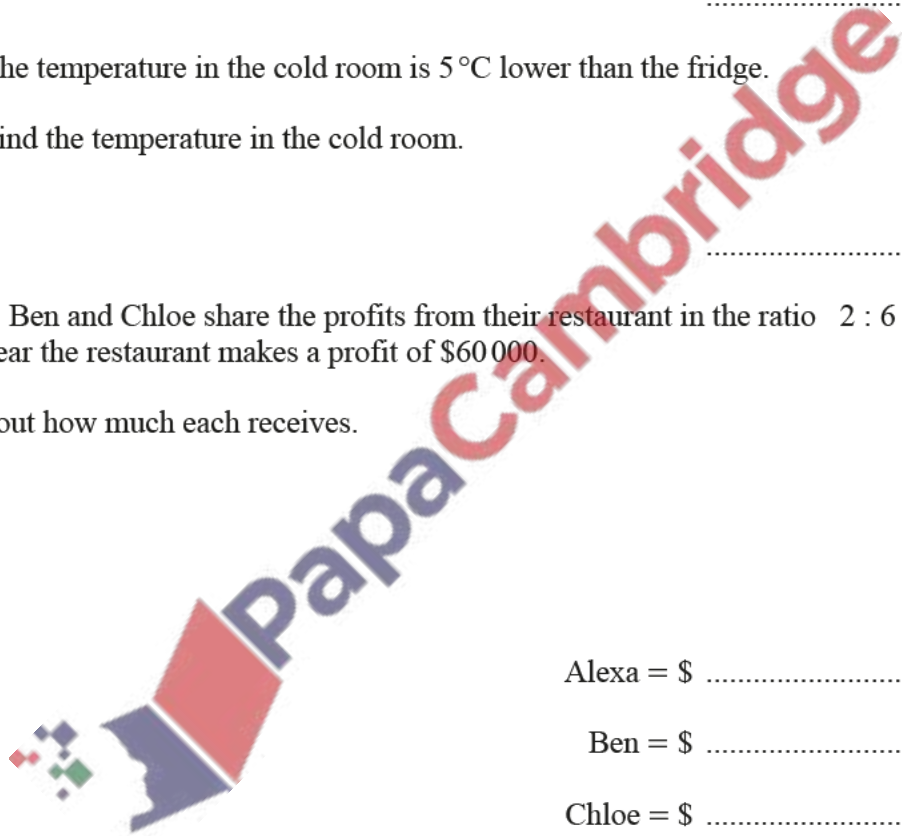 he temperature in the cold room is 5 °C lower than the fridge.
ind the temperature in the cold room.
Ben and Chloe share the profits from their restaurant in the ratio 2 : 6
ear the restaurant makes a profit of $60 000.
out how much each receives.
PapaCambridge
Alexa = $ ........................
Ben = $ ........................
Chloe = $ ........................